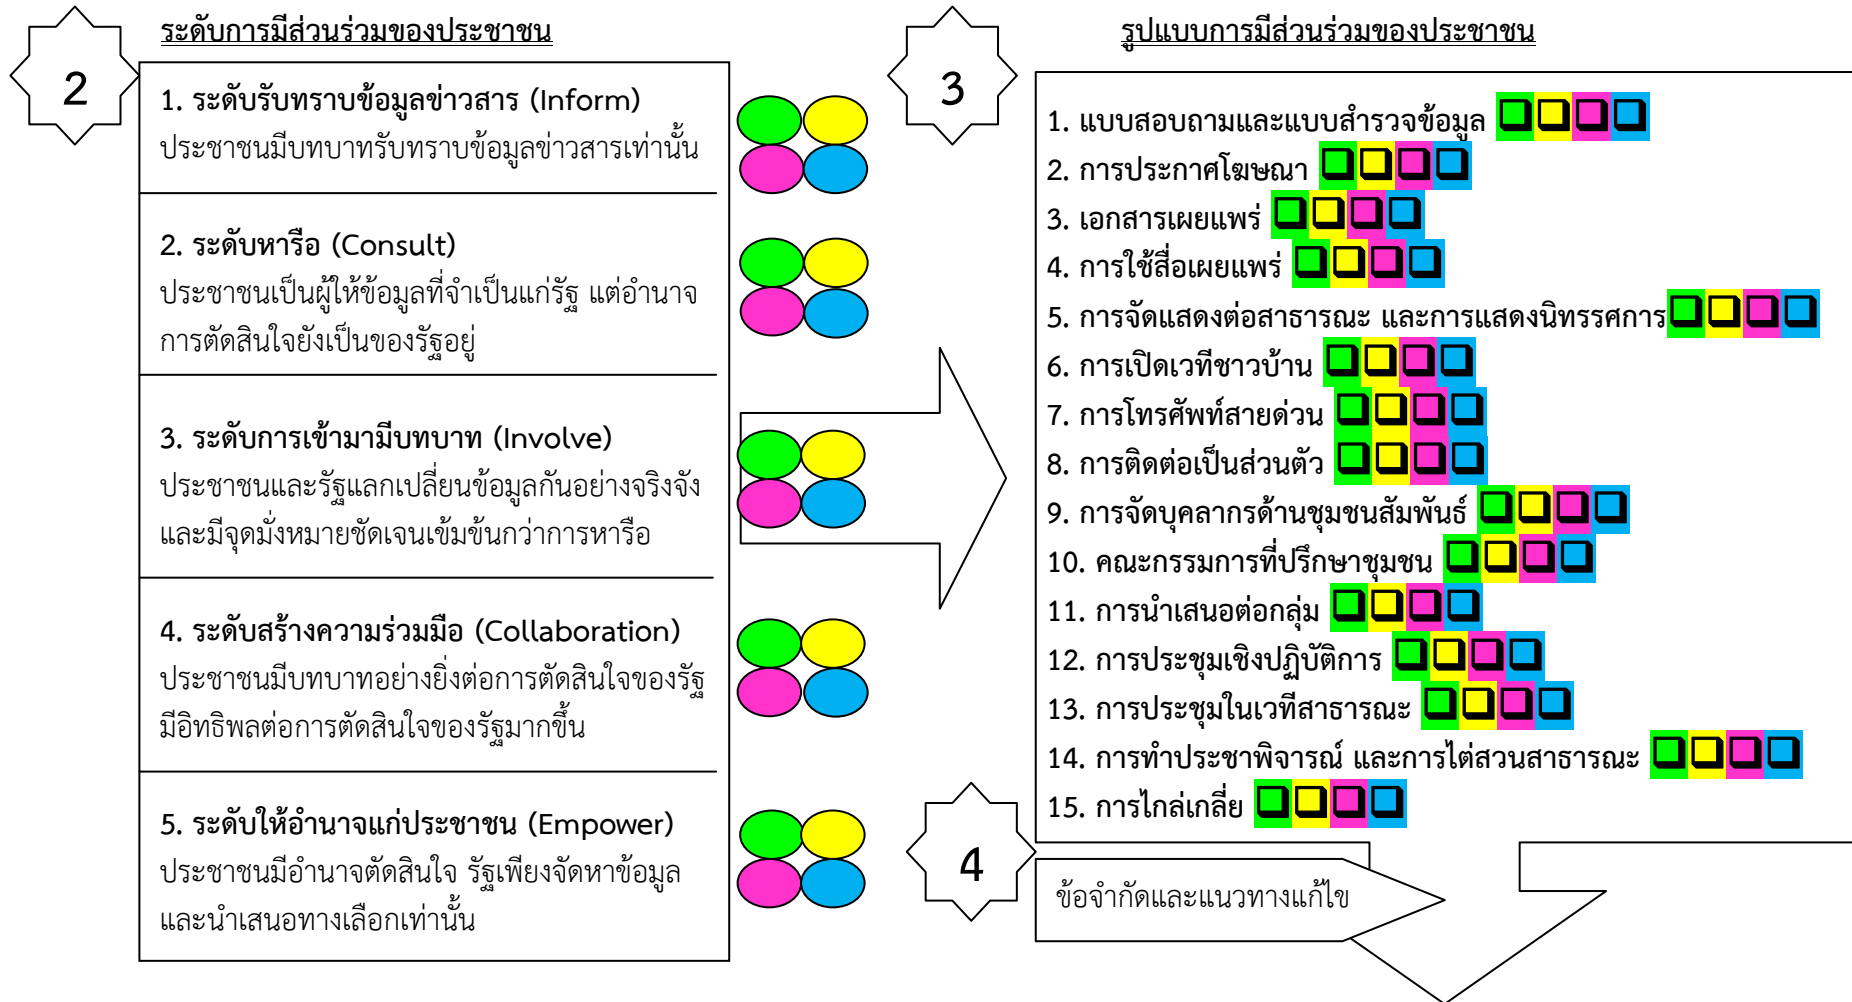 2
ระดับการมีส่วนร่วมของประชาชน
1. ระดับรับทราบข้อมูลข่าวสาร (Inform)
ประชาชนมีบทบาทรับทราบข้อมูลข่าวสารเท่านั้น
2. ระดับหารือ (Consult)
ประชาชนเป็นผู้ให้ข้อมูลที่จำเป็นแก่รัฐ แต่อำนาจ
การตัดสินใจยังเป็นของรัฐอยู่
3. ระดับการเข้ามามีบทบาท (Involve)
ประชาชนและรัฐแลกเปลี่ยนข้อมูลกันอย่างจริงจัง
และมีจุดมั่งหมายชัดเจนเข้มข้นกว่าการหารือ
4. ระดับสร้างความร่วมมือ (Collaboration)
ประชาชนมีบทบาทอย่างยิ่งต่อการตัดสินใจของรัฐ
มีอิทธิพลต่อการตัดสินใจของรัฐมากขึ้น
5. ระดับให้อำนาจแก่ประชาชน (Empower)
ประชาชนมีอำนาจตัดสินใจ รัฐเพียงจัดหาข้อมูล
และนำเสนอทางเลือกเท่านั้น
3
รูปแบบการมีส่วนร่วมของประชาชน
1. แบบสอบถามและแบบสำรวจข้อมูล
2. การประกาศโฆษณา
3. เอกสารเผยแพร่
4. การใช้สื่อเผยแพร่
5. การจัดแสดงต่อสาธารณะ และการแสดงนิทรรศการ
6. การเปิดเวทีชาวบ้าน
7. การโทรศัพท์สายด่วน
8. การติดต่อเป็นส่วนตัว
9. การจัดบุคลากรด้านชุมชนสัมพันธ์
10. คณะกรรมการที่ปรึกษาชุมชน
11. การนำเสนอต่อกลุ่ม
12. การประชุมเชิงปฏิบัติการ
13. การประชุมในเวทีสาธารณะ
14. การทำประชาพิจารณ์ และการไต่สวนสาธารณะ
15. การไกล่เกลี่ย
4
ข้อจำกัดและแนวทางแก้ไข